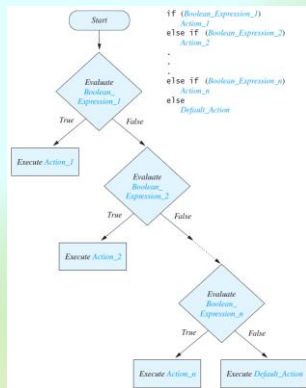 Start
if (Boolean_Expression_1)
Action_1
else if (Boolean_Expression_2)
Action_2
.
.
.
else if (Boolean_Expression_n)
Action_n
else
Default_Action
Evaluate
Boolean_
Expression_1
True
False
Execute Action_1
Evaluate
Boolean_
Expression_2
True
False
Execute Action_2
Evaluate
Boolean_
Expression_n
True
False
Execute Action_n
Execute Default_Action